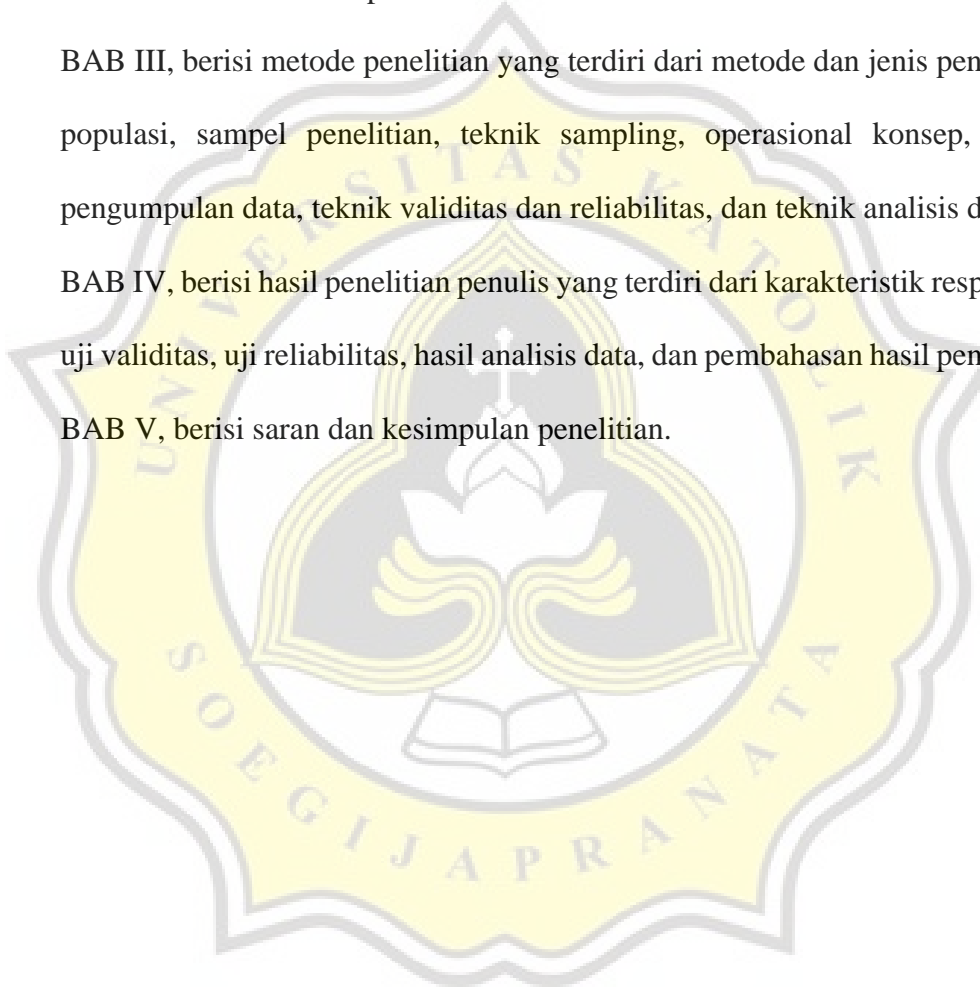 BAB III, berisi metode penelitian yang terdiri dari metode dan jenis pen
populasi, sampel penelitian, teknik sampling, operasional konsep,
pengumpulan data, teknik validitas dan reliabilitas, dan teknik analisis d
BAB IV, berisi hasil penelitian penulis yang terdiri dari karakteristik resp
uji validitas, uji reliabilitas, hasil analisis data, dan pembahasan hasil pen
BAB V, berisi saran dan kesimpulan penelitian.
UNIVERSITAS KATOLIK
SOEGIJAPRANATA